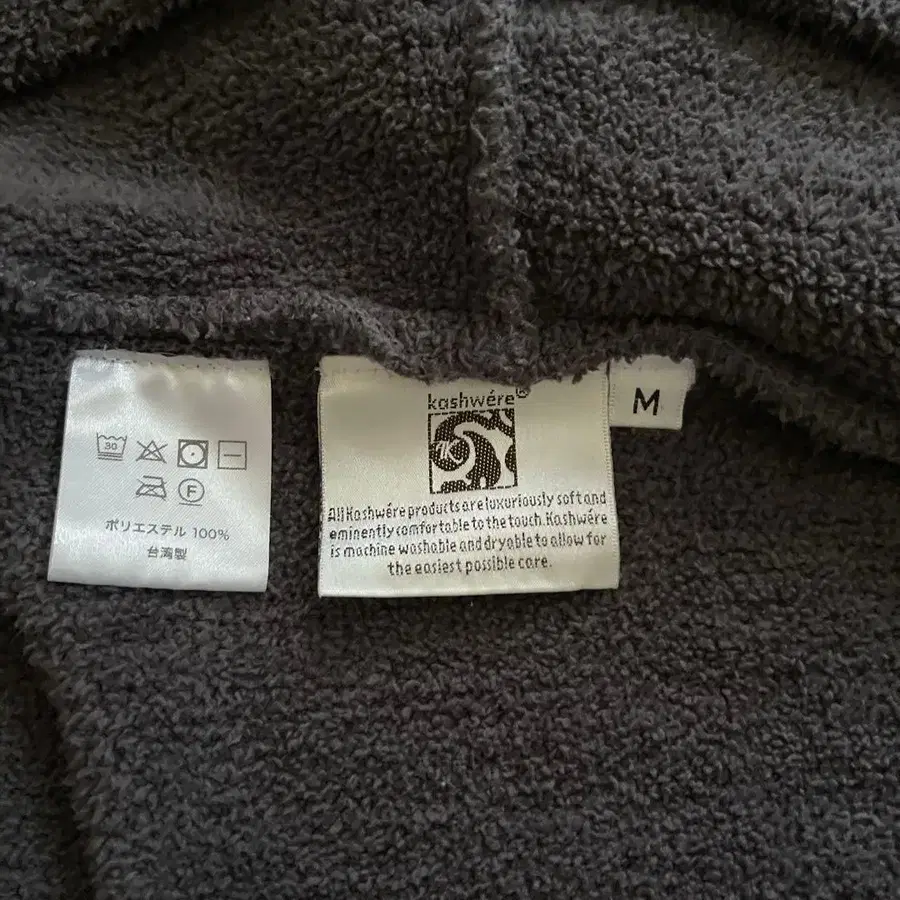 30
F
ポリエステル 100%
台湾製
kashwére®
K
All Kashwére products are luxuriously soft and
eminently comfortable to the touch. Kashwére
is machine washable and dryable to allow for
the easiest possible care.
M